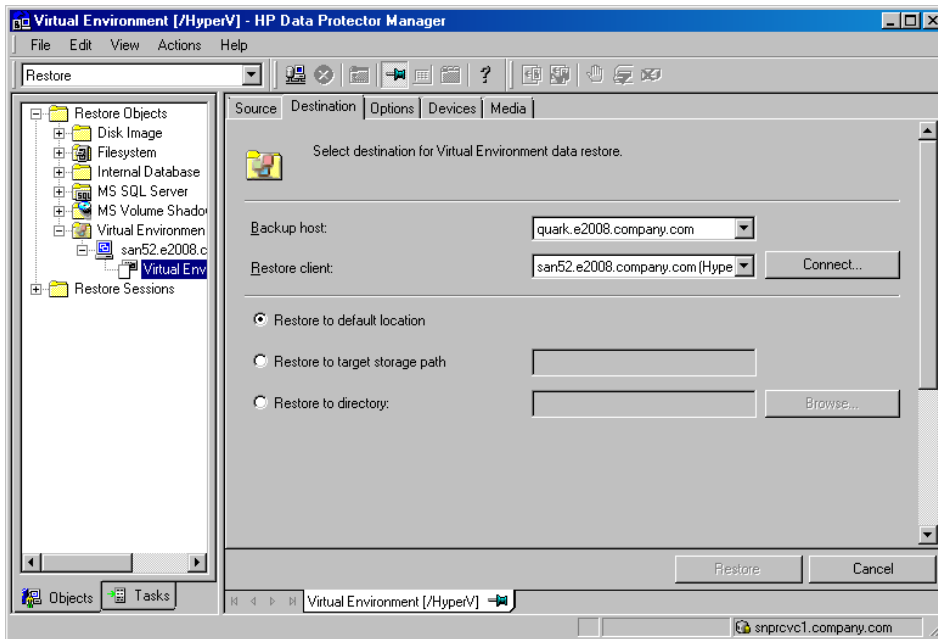 Virtual Environment [/HyperV] - HP Data Protector Manager
File Edit View Actions Help
Restore
Source Destination Options Devices Media
Restore Objects
Disk Image
Filesystem
Internal Database
MS SQL Server
MS Volume Shado
Virtual Environmen
san52.e2008.c
Virtual Env
Restore Sessions
Select destination for Virtual Environment data restore.
Backup host: quark.e2008.company.com
Restore client: san52.e2008.company.com (Hype Connect...
Restore to default location
Restore to target storage path
Restore to directory: Browse...
Restore Cancel
Objects Tasks
Virtual Environment [/HyperV]
snprcvc1.company.com